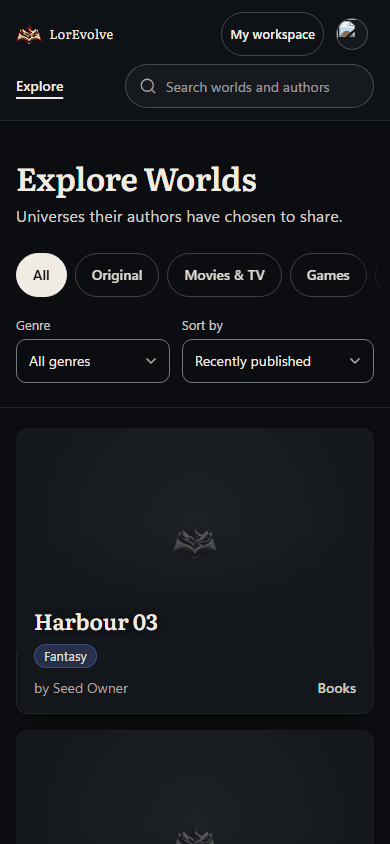 LorEvolve
My workspace
Explore
Search worlds and authors
Explore Worlds
Universes their authors have chosen to share.
All
Original
Movies & TV
Games
Genre
Sort by
All genres
Recently published
Harbour 03
Fantasy
by Seed Owner
Books